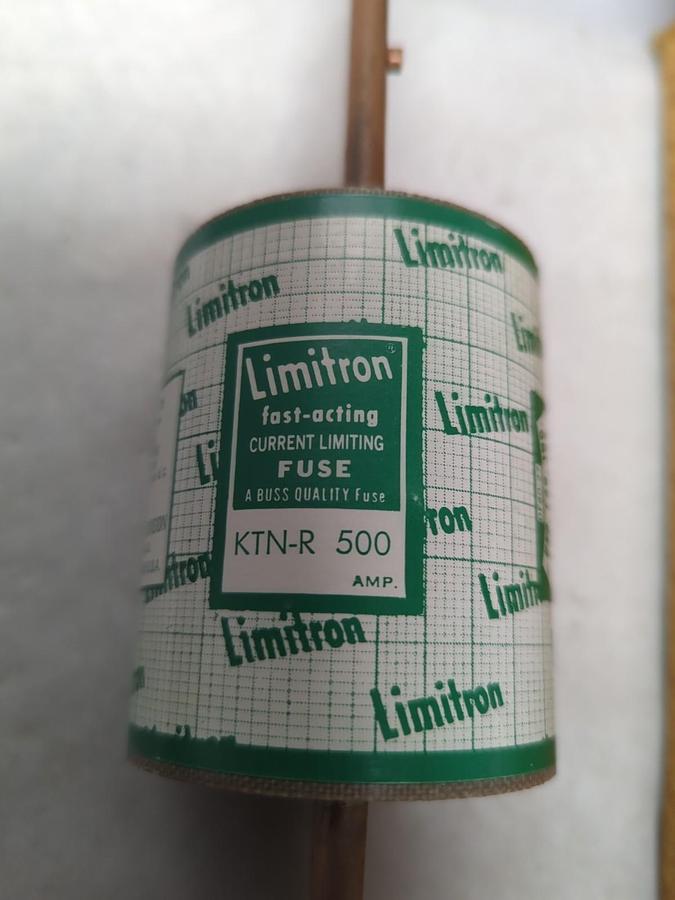 Limitron
Limitron
Limitron®
fast-acting
CURRENT LIMITING
FUSE
A BUSS QUALITY Fuse
KTN-R 500
AMP.
Limitron
Limitron
Limitron